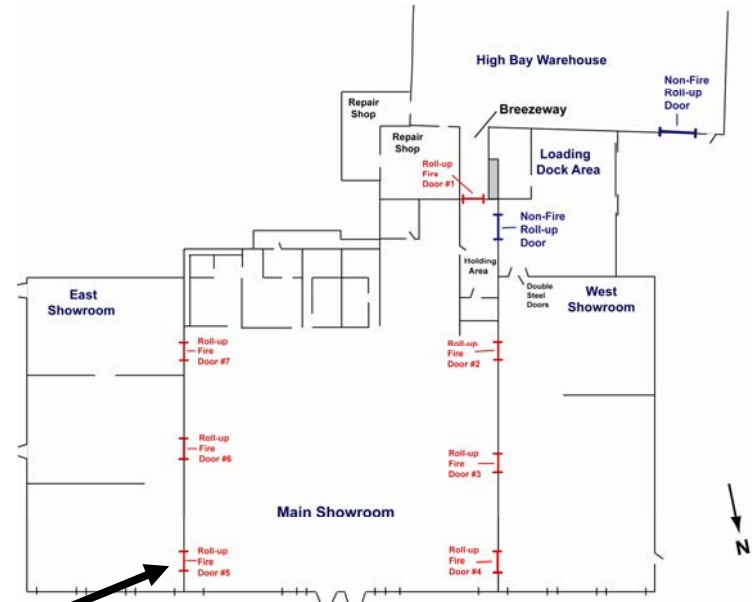 High Bay Warehouse
Non-Fire
Roll-up
Door
Repair
Shop
Breezeway
Repair
Shop
Loading
Dock Area
Roll-up
Fire
Door #1
Non-Fire
Roll-up
Door
Holding
Area
Double
Steel
Doors
East
Showroom
West
Showroom
Roll-up
Fire
Door #7
Roll-up
Fire
Door #2
Roll-up
Fire
Door #6
Roll-up
Fire
Door #3
Main Showroom
Roll-up
Fire
Door #5
Roll-up
Fire
Door #4
N